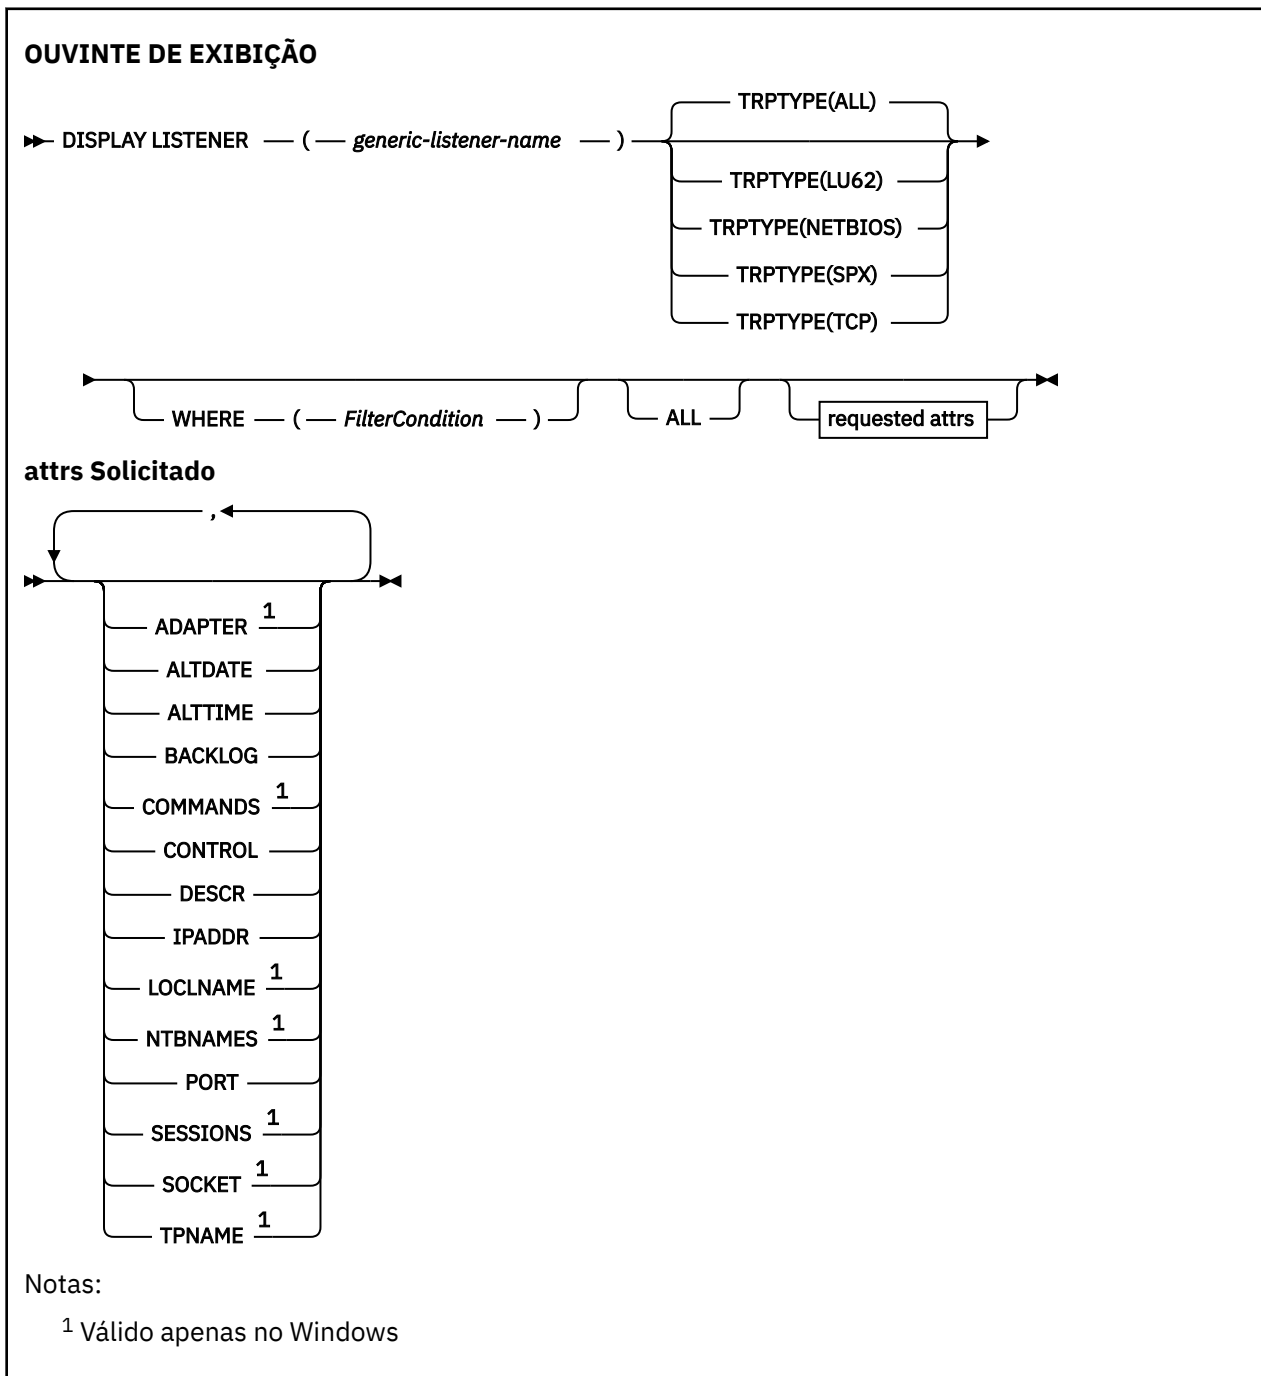 OUVINTE DE EXIBIÇÃO
TRPTYPE(ALL)
DISPLAY LISTENER ( generic-listener-name )
TRPTYPE(LU62)
TRPTYPE(NETBIOS)
TRPTYPE(SPX)
TRPTYPE(TCP)
WHERE ( FilterCondition ) ALL requested attrs
attrs Solicitado
,
ADAPTER 1
ALTDATE
ALTTIME
BACKLOG
COMMANDS 1
CONTROL
DESCR
IPADDR
LOCLNAME 1
NTBNAMES 1
PORT
SESSIONS 1
SOCKET 1
TPNAME 1
Notas:
1 Válido apenas no Windows